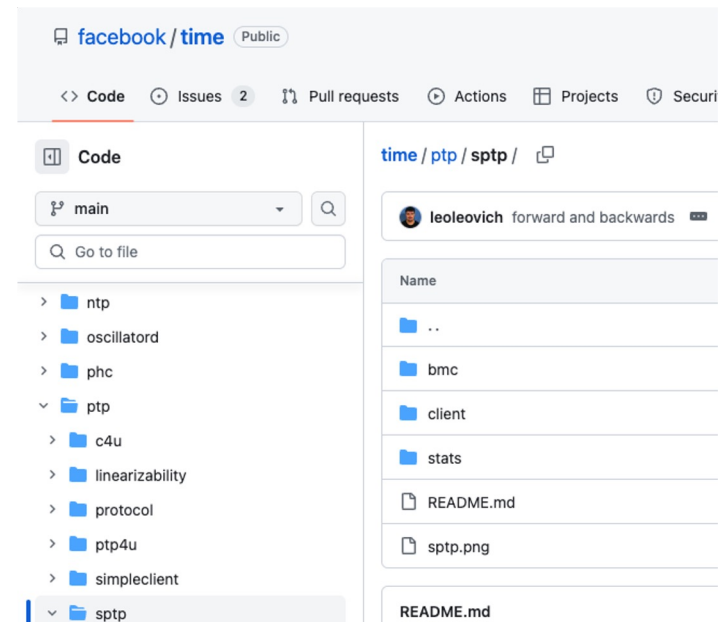 facebook / time Public
Code Issues 2 Pull requests Actions Projects Securi
Code
main
Go to file
ntp
oscillatord
phc
ptp
c4u
linearizability
protocol
ptp4u
simpleclient
sptp
time / ptp / sptp /
leoleovich forward and backwards
Name
..
bmc
client
stats
README.md
sptp.png
README.md